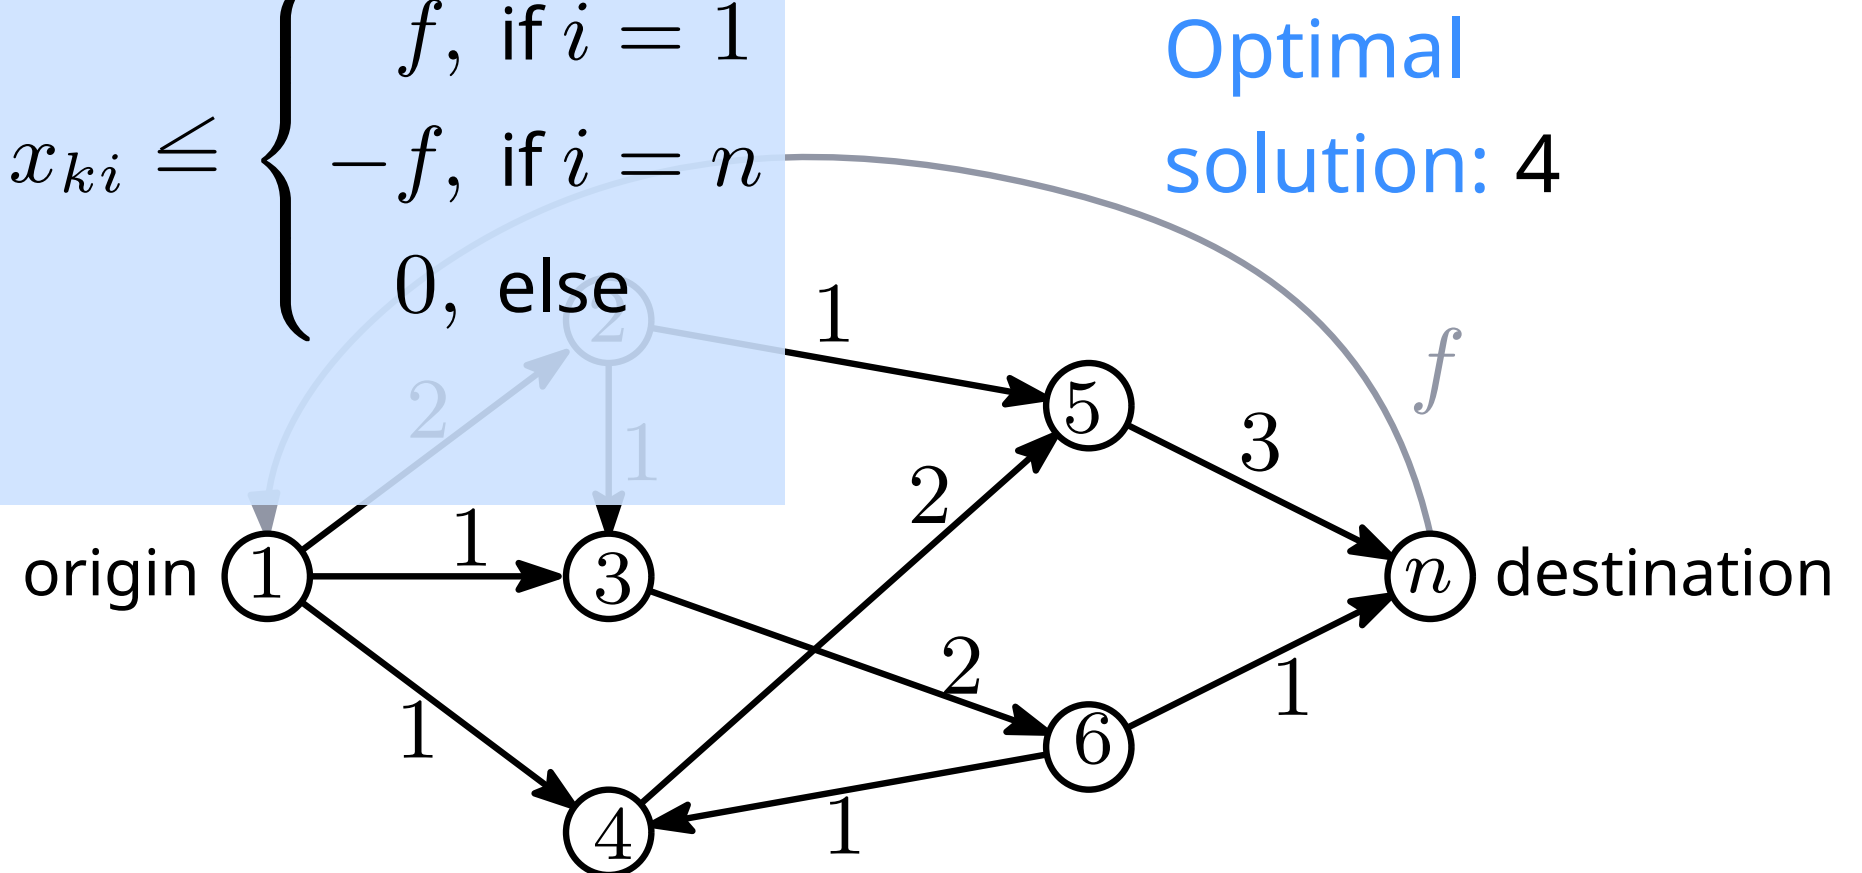 f, if i = 1
x_{ki} ≦ { −f, if i = n
0, else
Optimal
solution: 4
f
2
1
5
3
2
1
2
1
origin 1
3
n destination
2
1
6
1
4
1